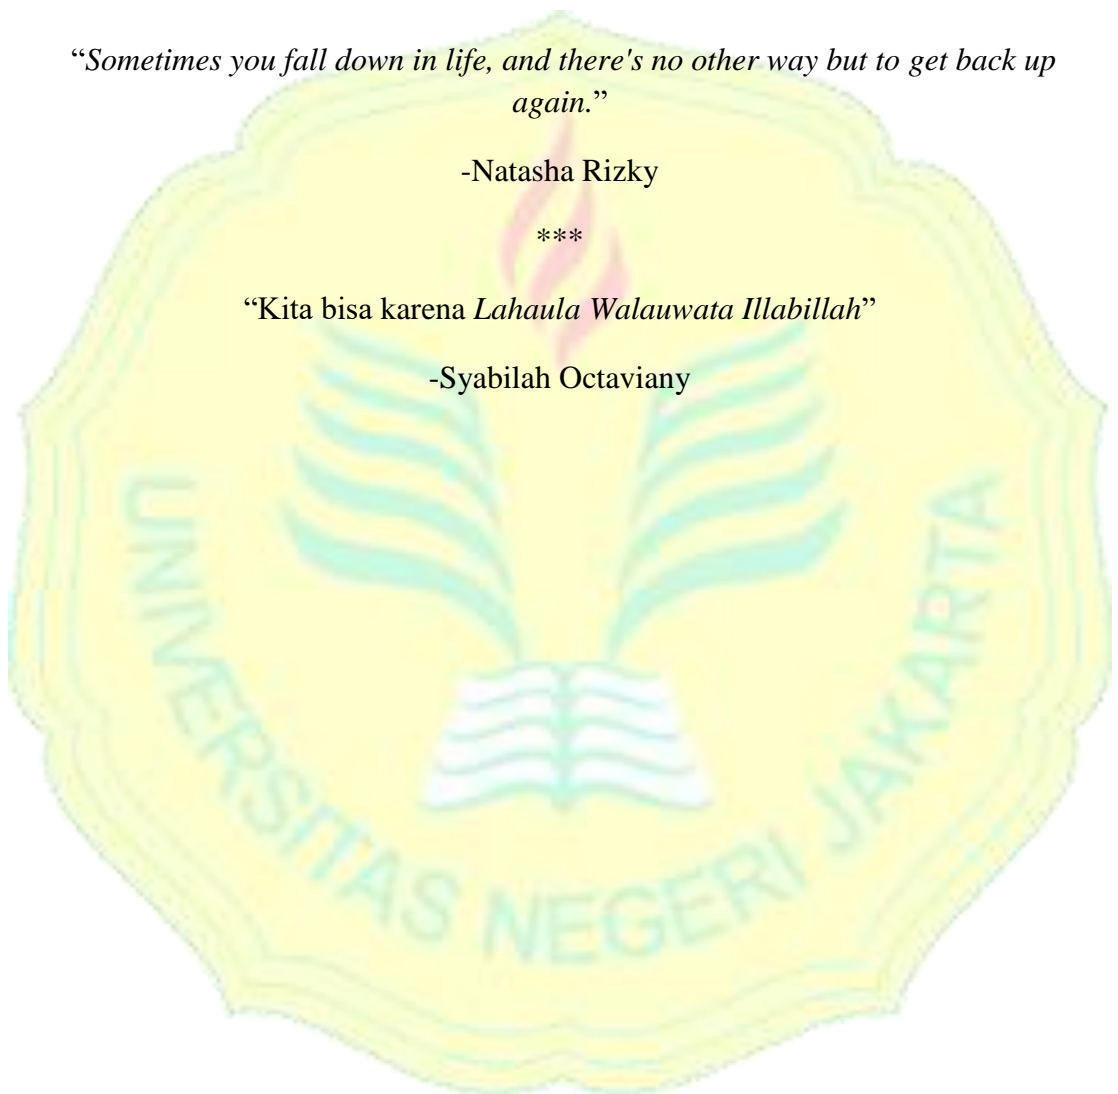 “Sometimes you fall down in life, and there's no other way but to get back up
again.”
-Natasha Rizky
***
“Kita bisa karena Lahaula Walauwata Illabillah”
-Syabilah Octaviany
UNIVERSITAS NEGERI JAKARTA